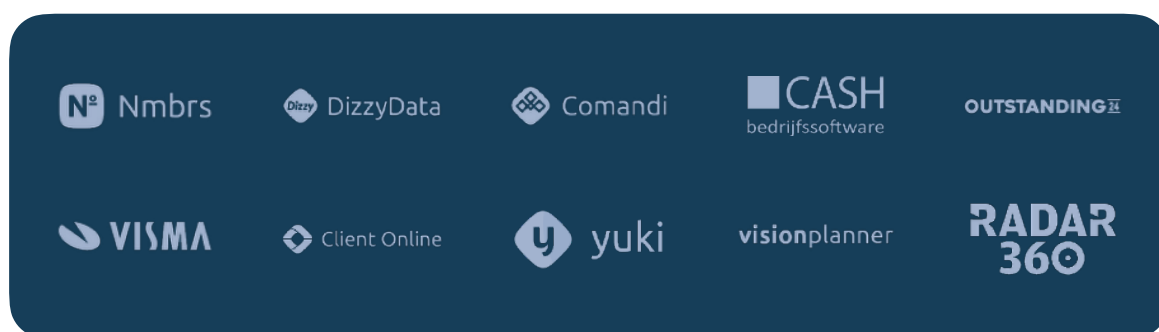 Nº Nmbrs
Dizzy DizzyData
Comandi
CASH
bedrijfssoftware
OUTSTANDING24
VISMA
Client Online
y yuki
visionplanner
RADAR
360